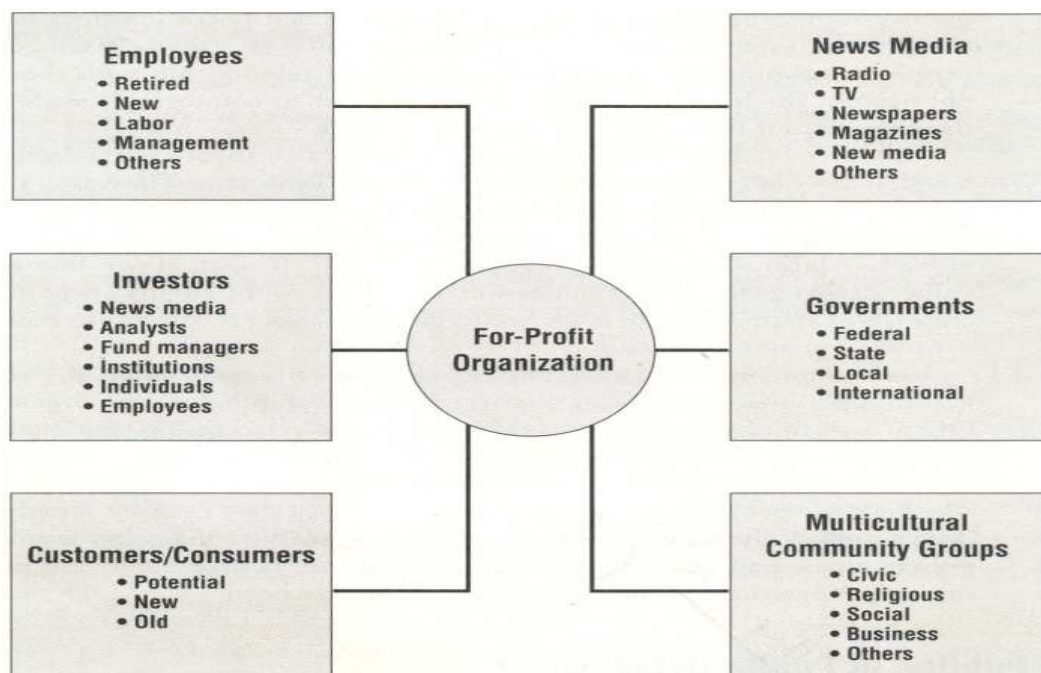 Employees
• Retired
• New
• Labor
• Management
• Others
Investors
• News media
• Analysts
• Fund managers
• Institutions
• Individuals
• Employees
Customers/Consumers
• Potential
• New
• Old
For-Profit
Organization
News Media
• Radio
• TV
• Newspapers
• Magazines
• New media
• Others
Governments
• Federal
• State
• Local
• International
Multicultural
Community Groups
• Civic
• Religious
• Social
• Business
• Others